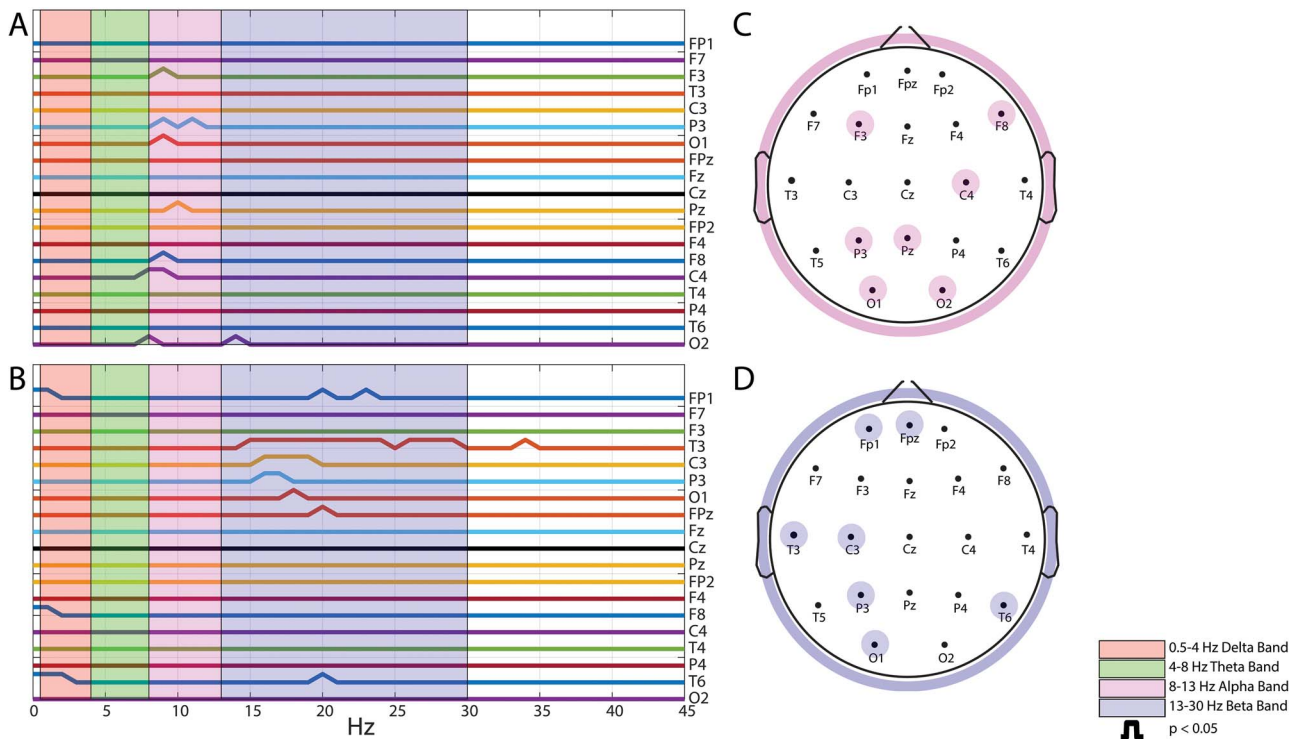 A
FP1
F7
F3
T3
C3
P3
O1
FPz
Fz
Cz
Pz
FP2
F4
F8
C4
T4
P4
T6
O2
B
FP1
F7
F3
T3
C3
P3
O1
FPz
Fz
Cz
Pz
FP2
F4
F8
C4
T4
P4
T6
O2
0 5 10 15 20 25 30 35 40 45
Hz
C
Fp1 Fpz Fp2
F7 F3 Fz F4 F8
T3 C3 Cz C4 T4
T5 P3 Pz P4 T6
O1 O2
D
Fp1 Fpz Fp2
F7 F3 Fz F4 F8
T3 C3 Cz C4 T4
T5 P3 Pz P4 T6
O1 O2
0.5-4 Hz Delta Band
4-8 Hz Theta Band
8-13 Hz Alpha Band
13-30 Hz Beta Band
p < 0.05